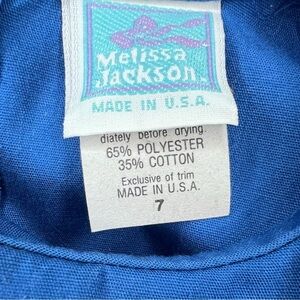 Melissa
Jackson
MADE IN U.S.A.
diately before drying.
65% POLYESTER
35% COTTON
Exclusive of trim
MADE IN U.S.A.
7